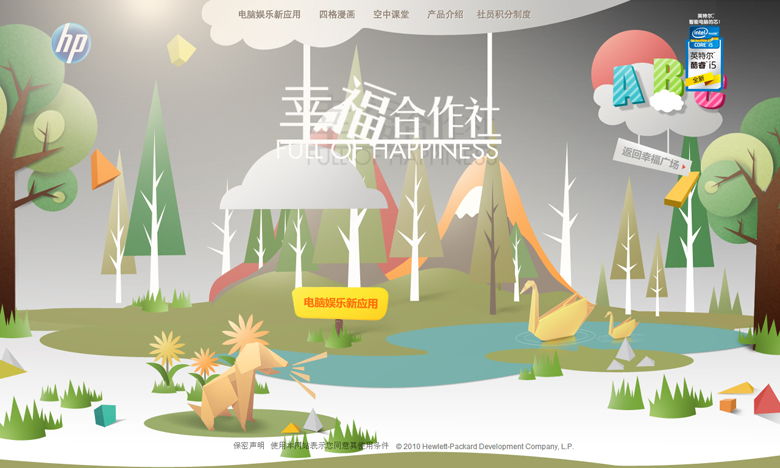 电脑娱乐新应用 四格漫画 空中课堂 产品介绍 社员积分制度
hp
英特尔
智能电脑的芯!
intel
CORE i5
英特尔
酷睿 i5
全新
A B C
幸福合作社
FULL OF HAPPINESS
返回幸福广场
电脑娱乐新应用
保密声明 使用本网站表示您同意其使用条件 © 2010 Hewlett-Packard Development Company, L.P.